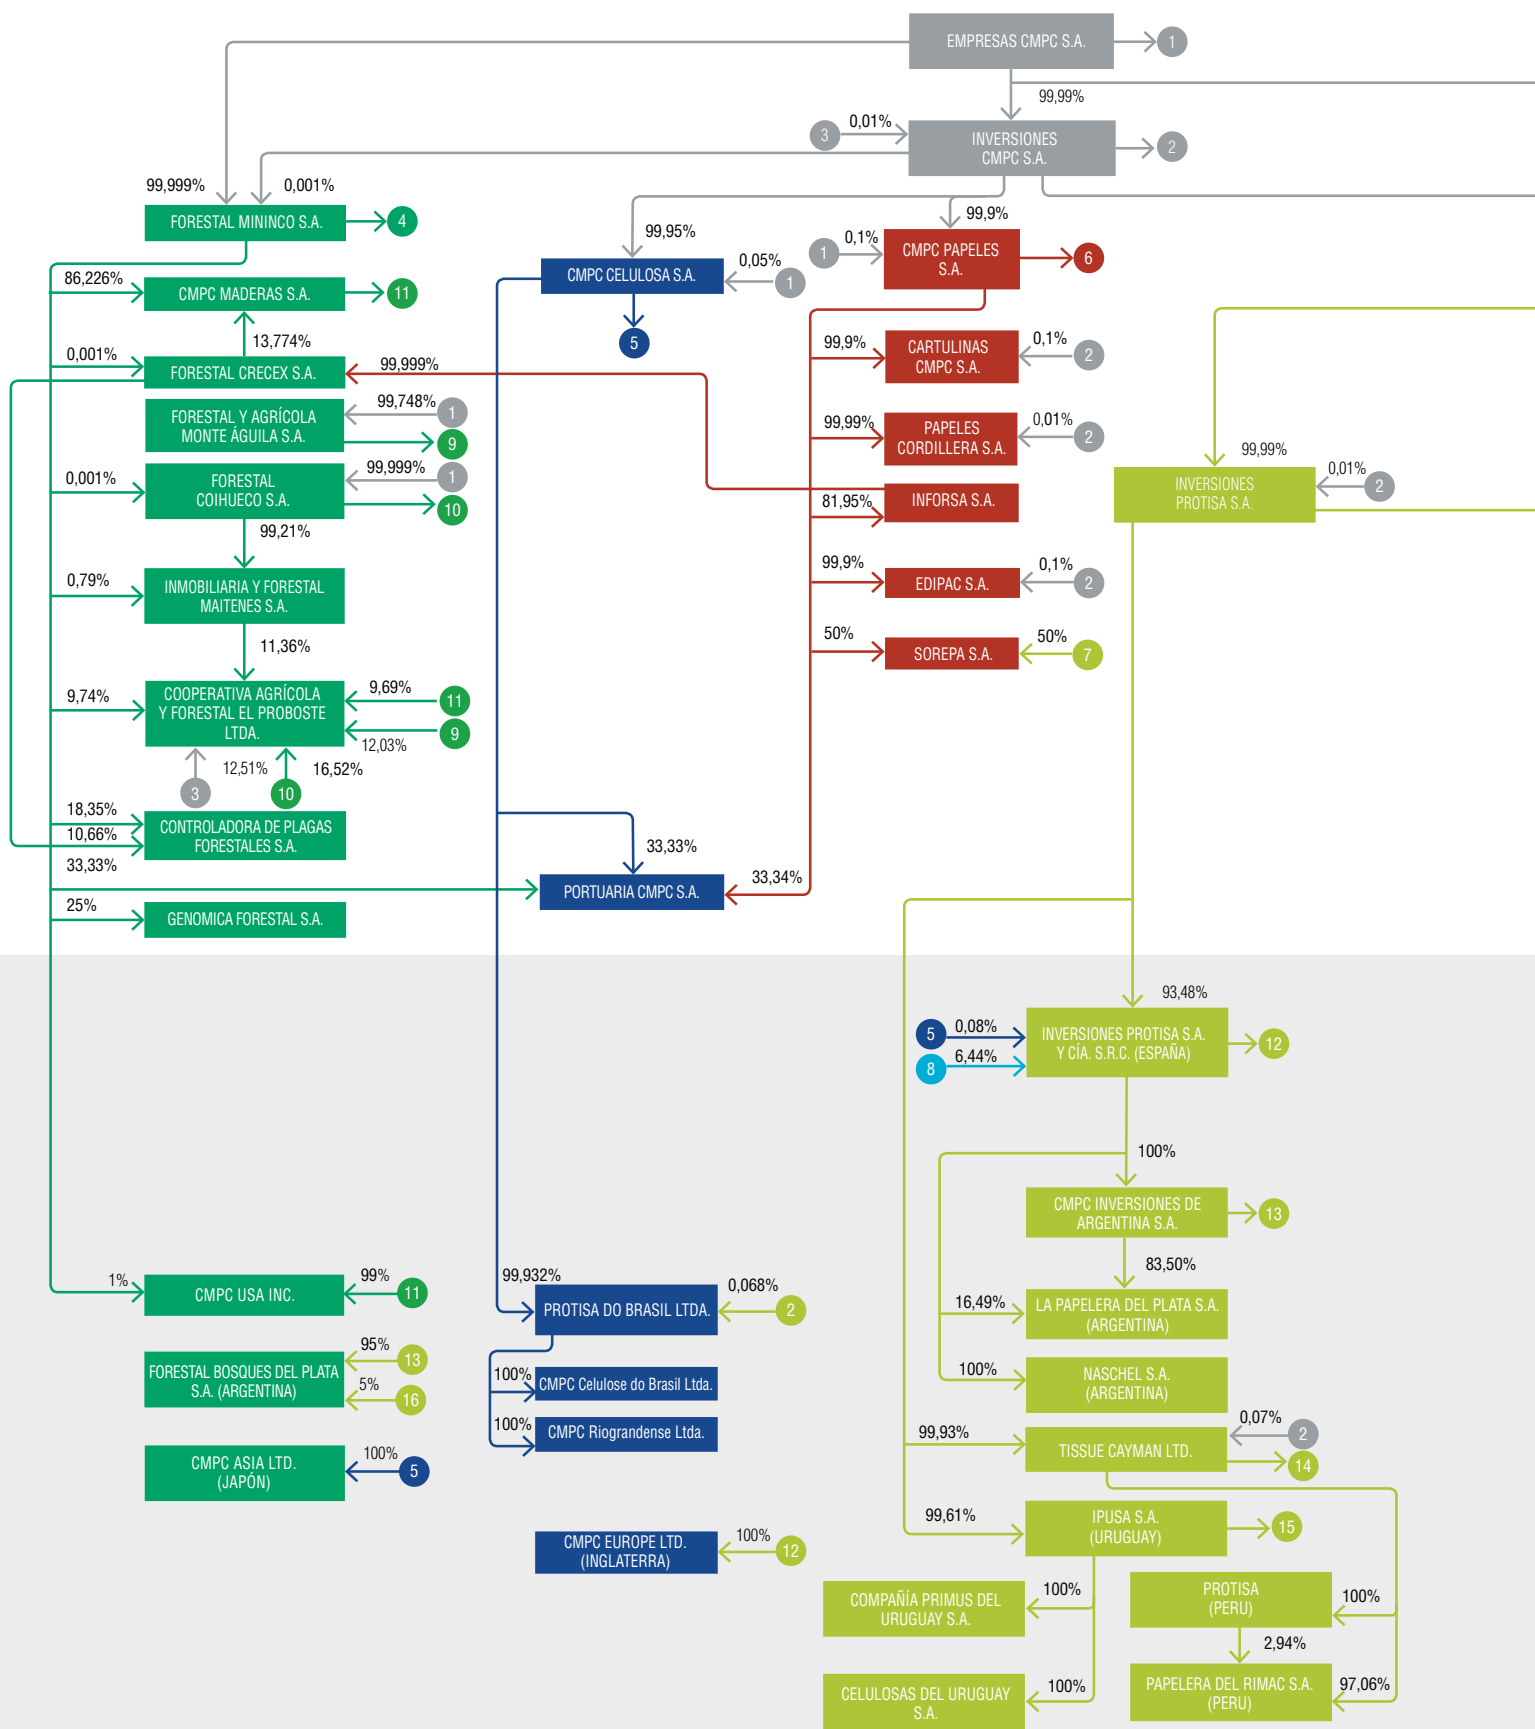 EMPRESAS CMPC S.A.
1
99,99%
3
0,01%
INVERSIONES
CMPC S.A.
2
99,999%
0,001%
FORESTAL MININCO S.A.
4
99,95%
99,9%
86,226%
CMPC MADERAS S.A.
11
CMPC CELULOSA S.A.
0,05%
1
5
1
0,1%
CMPC PAPELES
S.A.
6
13,774%
0,001%
FORESTAL CRECEX S.A.
99,999%
99,9%
CARTULINAS
CMPC S.A.
0,1%
2
FORESTAL Y AGRÍCOLA
MONTE ÁGUILA S.A.
99,748%
1
9
99,99%
PAPELES
CORDILLERA S.A.
0,01%
2
0,001%
FORESTAL
COIHUECO S.A.
99,999%
1
10
81,95%
INFORSA S.A.
99,99%
INVERSIONES
PROTISA S.A.
0,01%
2
99,21%
0,79%
INMOBILIARIA Y FORESTAL
MAITENES S.A.
99,9%
EDIPAC S.A.
0,1%
2
11,36%
50%
SOREPA S.A.
50%
7
9,74%
COOPERATIVA AGRÍCOLA
Y FORESTAL EL PROBOSTE
LTDA.
9,69%
11
12,03%
9
12,51%
3
16,52%
10
18,35%
10,66%
CONTROLADORA DE PLAGAS
FORESTALES S.A.
33,33%
33,33%
PORTUARIA CMPC S.A.
33,34%
25%
GENOMICA FORESTAL S.A.
93,48%
5
0,08%
8
6,44%
INVERSIONES PROTISA S.A.
Y CÍA. S.R.C. (ESPAÑA)
12
100%
CMPC INVERSIONES DE
ARGENTINA S.A.
13
83,50%
16,49%
LA PAPELERA DEL PLATA S.A.
(ARGENTINA)
100%
NASCHEL S.A.
(ARGENTINA)
1%
CMPC USA INC.
99%
11
99,932%
PROTISA DO BRASIL LTDA.
0,068%
2
FORESTAL BOSQUES DEL PLATA
S.A. (ARGENTINA)
95%
13
5%
16
100%
CMPC Celulose do Brasil Ltda.
100%
CMPC Riograndense Ltda.
99,93%
TISSUE CAYMAN LTD.
0,07%
2
14
CMPC ASIA LTD.
(JAPÓN)
100%
5
99,61%
IPUSA S.A.
(URUGUAY)
15
CMPC EUROPE LTD.
(INGLATERRA)
100%
12
COMPAÑÍA PRIMUS DEL
URUGUAY S.A.
100%
PROTISA
(PERU)
100%
2,94%
CELULOSAS DEL URUGUAY
S.A.
100%
PAPELERA DEL RIMAC S.A.
(PERU)
97,06%